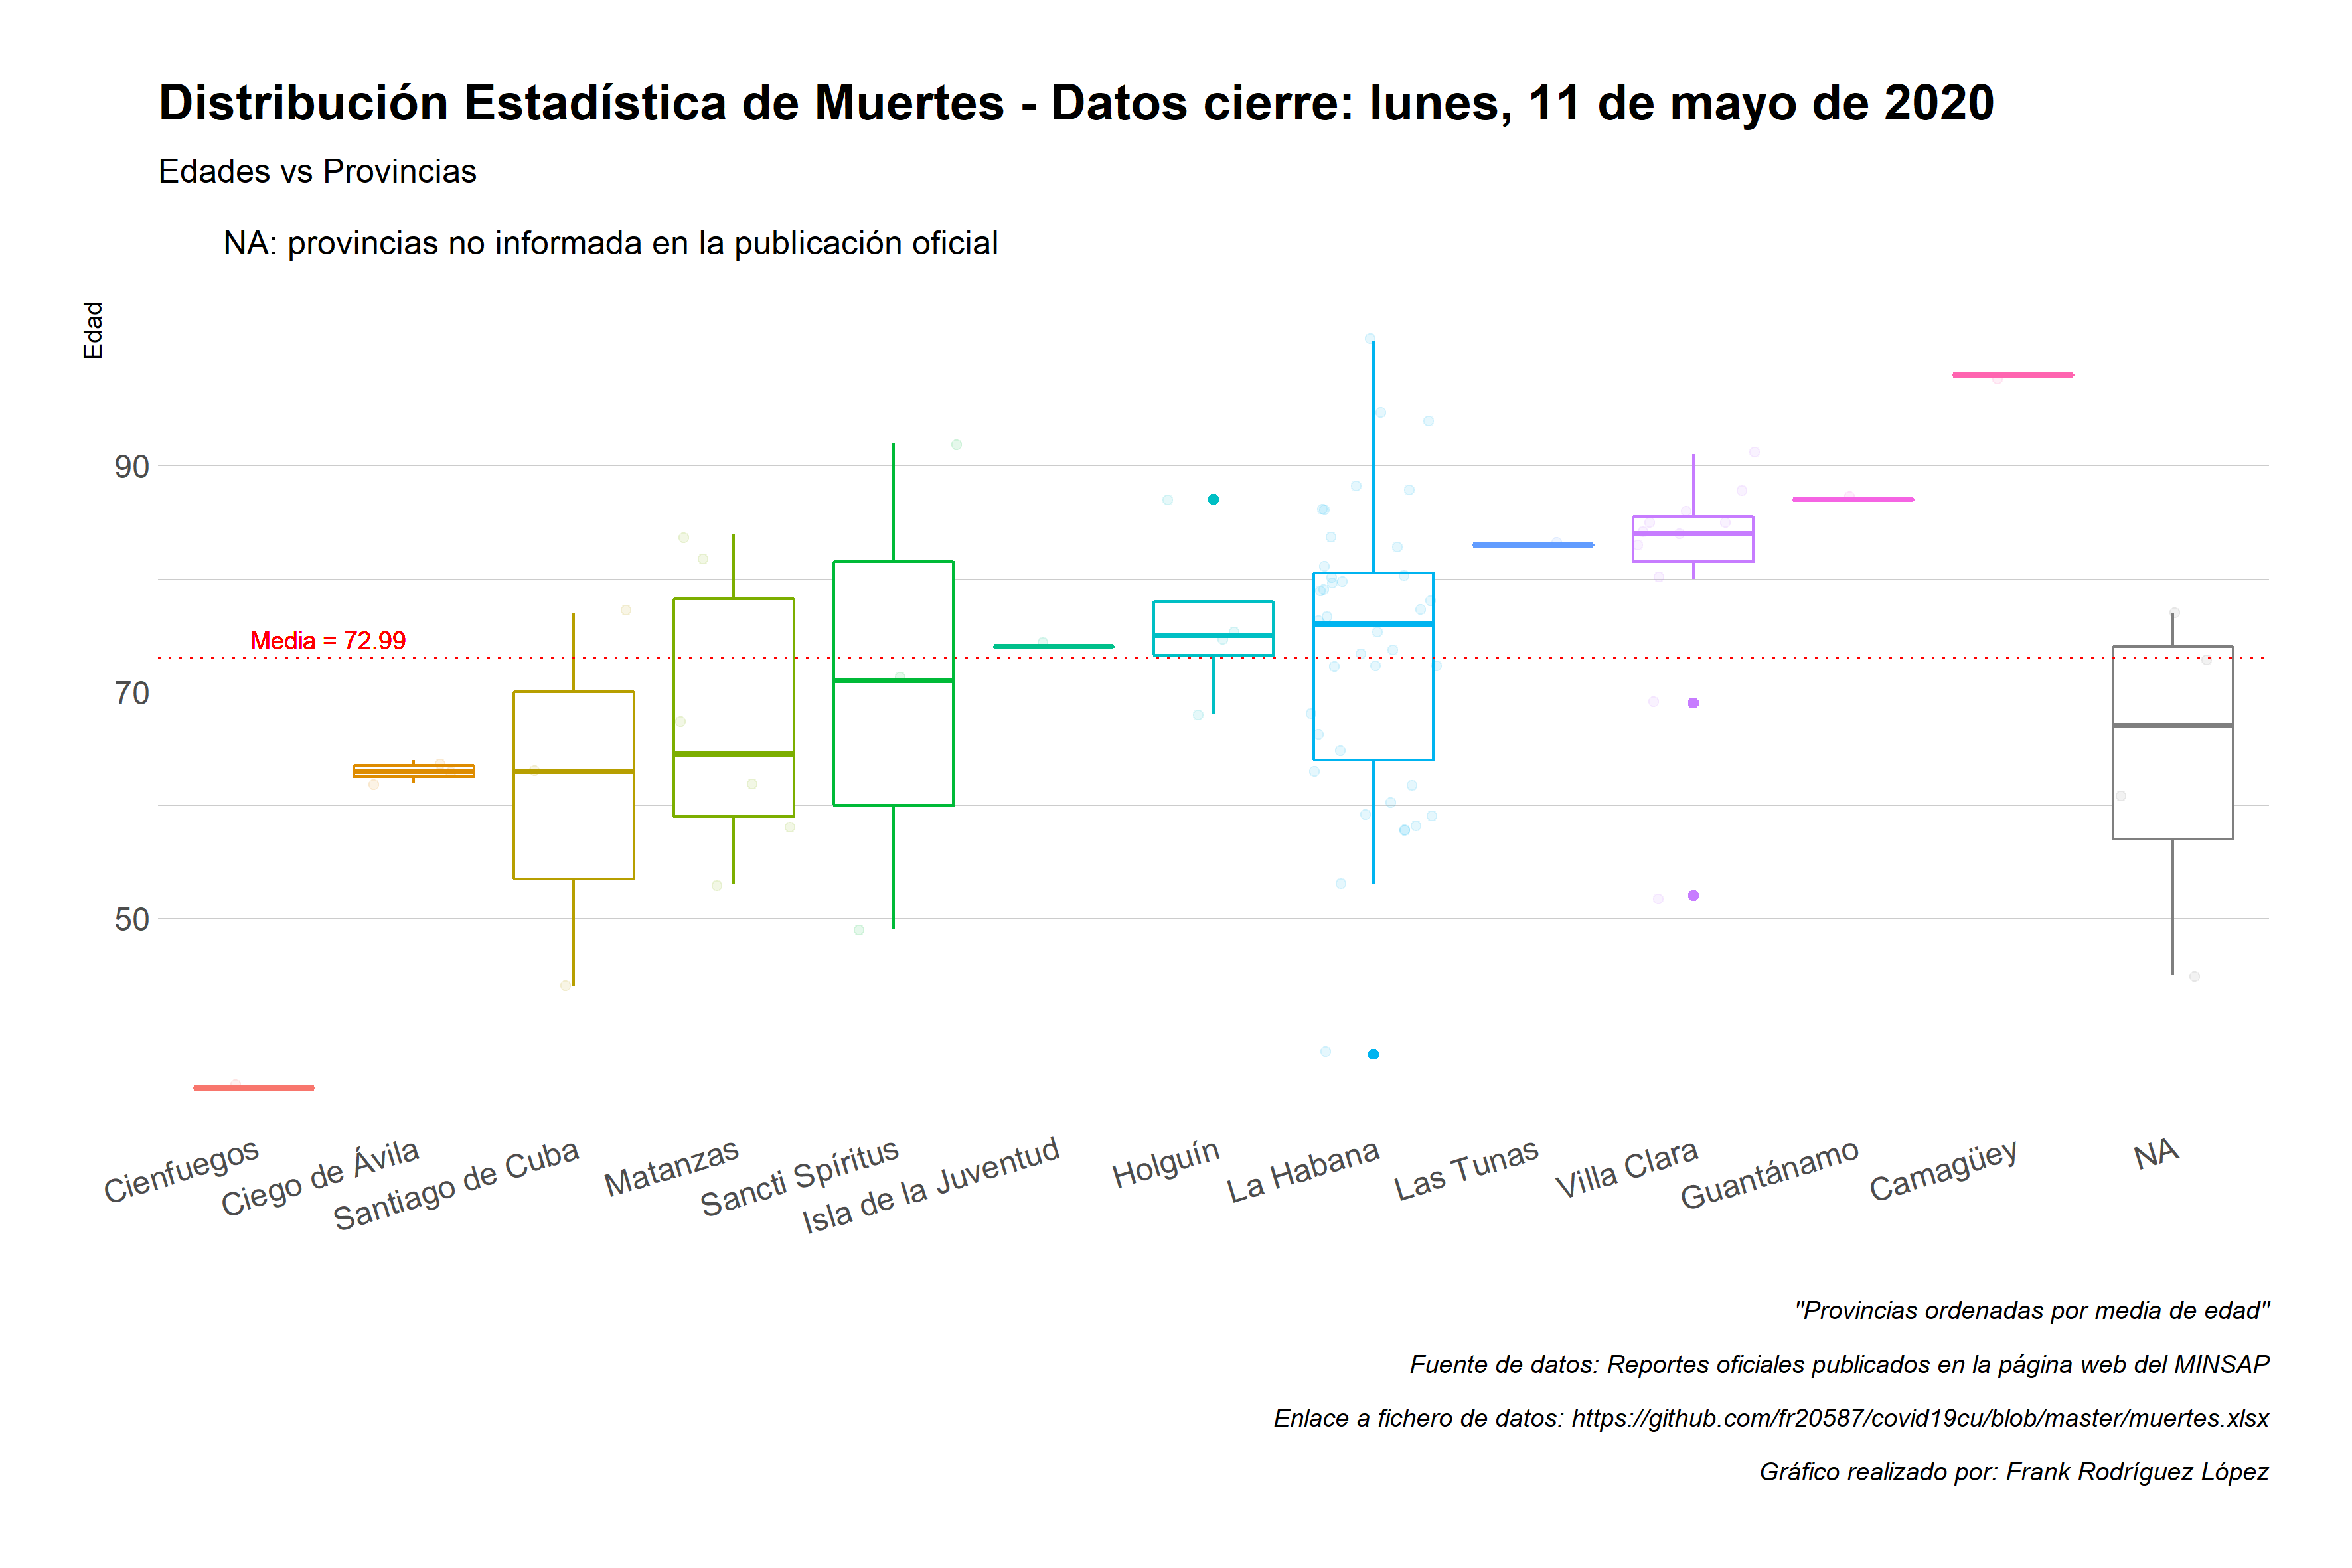 Distribución Estadística de Muertes - Datos cierre: lunes, 11 de mayo de 2020
Edades vs Provincias
NA: provincias no informada en la publicación oficial
Edad
90
70
50
Media = 72.99
Cienfuegos
Ciego de Ávila
Santiago de Cuba
Matanzas
Sancti Spíritus
Isla de la Juventud
Holguín
La Habana
Las Tunas
Villa Clara
Guantánamo
Camagüey
NA
"Provincias ordenadas por media de edad"
Fuente de datos: Reportes oficiales publicados en la página web del MINSAP
Enlace a fichero de datos: https://github.com/fr20587/covid19cu/blob/master/muertes.xlsx
Gráfico realizado por: Frank Rodríguez López